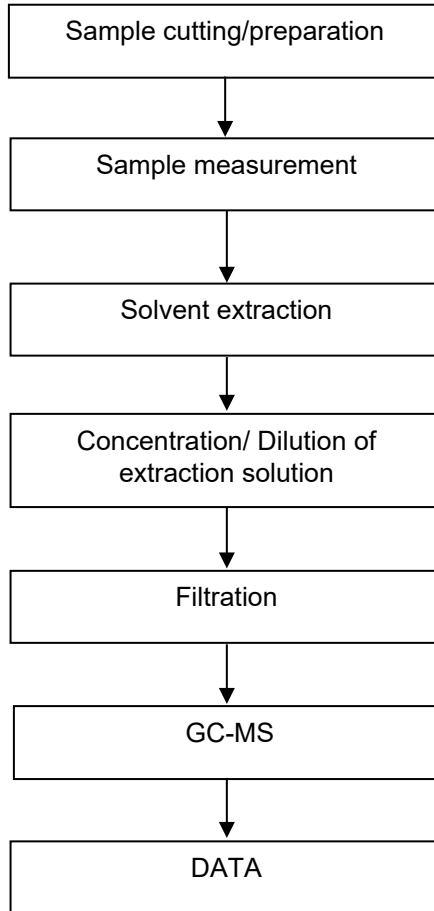 Sample cutting/preparation
Sample measurement
Solvent extraction
Concentration/ Dilution of
extraction solution
Filtration
GC-MS
DATA